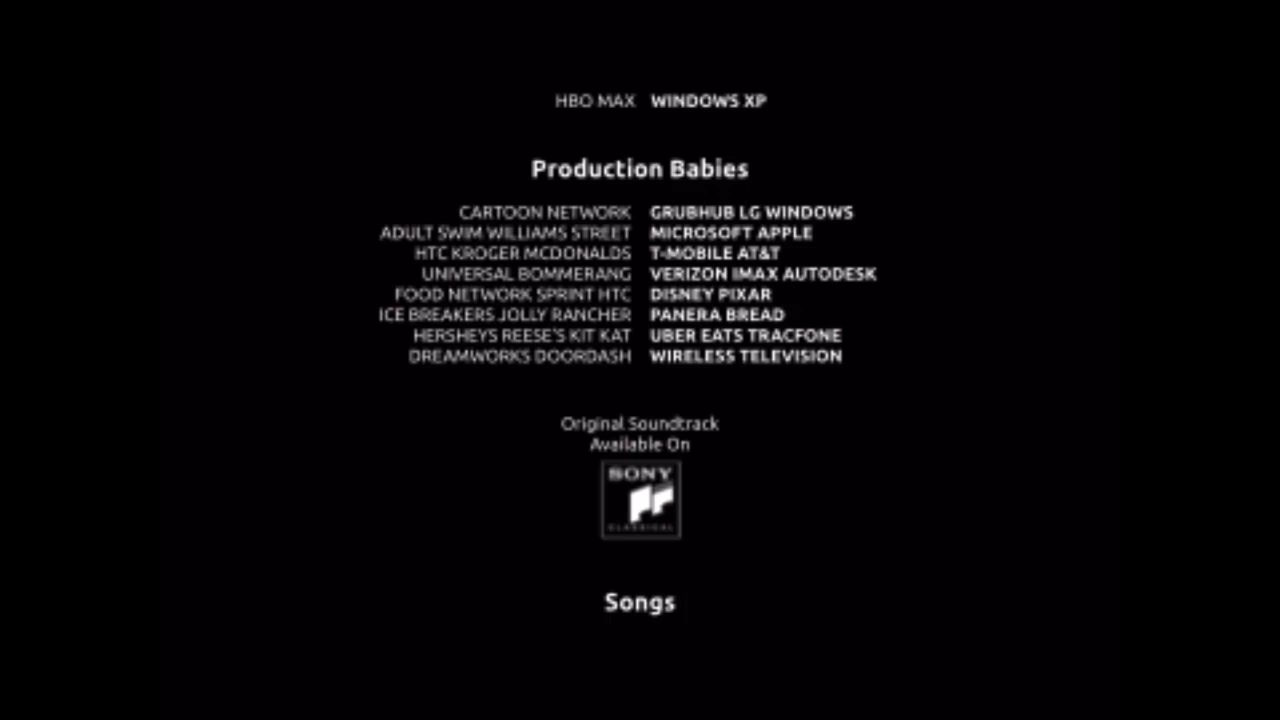 HBO MAX WINDOWS XP
Production Babies
CARTOON NETWORK GRUBHUB LG WINDOWS
ADULT SWIM WILLIAMS STREET MICROSOFT APPLE
HTC KROGER MCDONALDS T-MOBILE AT&T
UNIVERSAL BOMMERANG VERIZON IMAX AUTODESK
FOOD NETWORK SPRINT HTC DISNEY PIXAR
ICE BREAKERS JOLLY RANCHER PANERA BREAD
HERSHEYS REESE'S KIT KAT UBER EATS TRACFONE
DREAMWORKS DOORDASH WIRELESS TELEVISION
Original Soundtrack
Available On
SONY
CLASSICAL
Songs